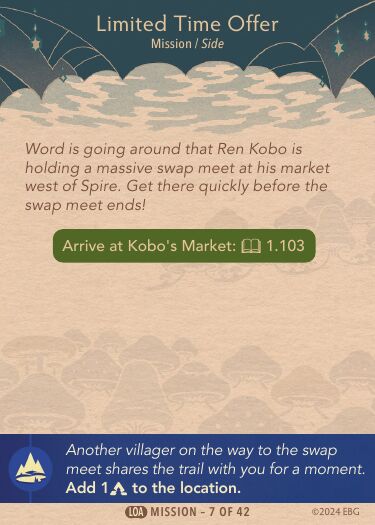 Limited Time Offer
Mission / Side
Word is going around that Ren Kobo is
holding a massive swap meet at his market
west of Spire. Get there quickly before the
swap meet ends!
Arrive at Kobo's Market: 1.103
Another villager on the way to the swap
meet shares the trail with you for a moment.
Add 1 to the location.
LOA MISSION – 7 OF 42
©2024 EBG